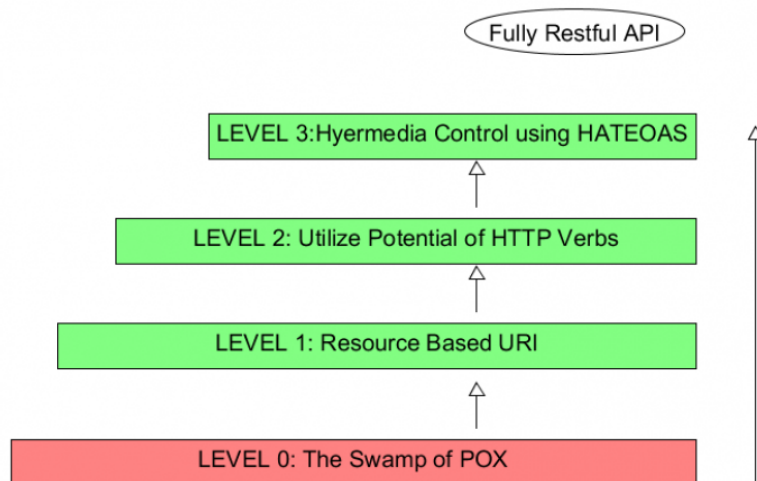 Fully Restful API
LEVEL 3:Hyermedia Control using HATEOAS
LEVEL 2: Utilize Potential of HTTP Verbs
LEVEL 1: Resource Based URI
LEVEL 0: The Swamp of POX